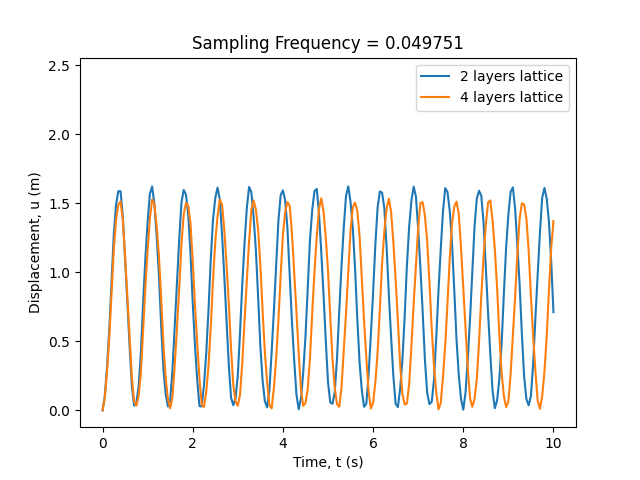 Sampling Frequency = 0.049751
2 layers lattice
4 layers lattice
Displacement, u (m)
2.5
2.0
1.5
1.0
0.5
0.0
0 2 4 6 8 10
Time, t (s)